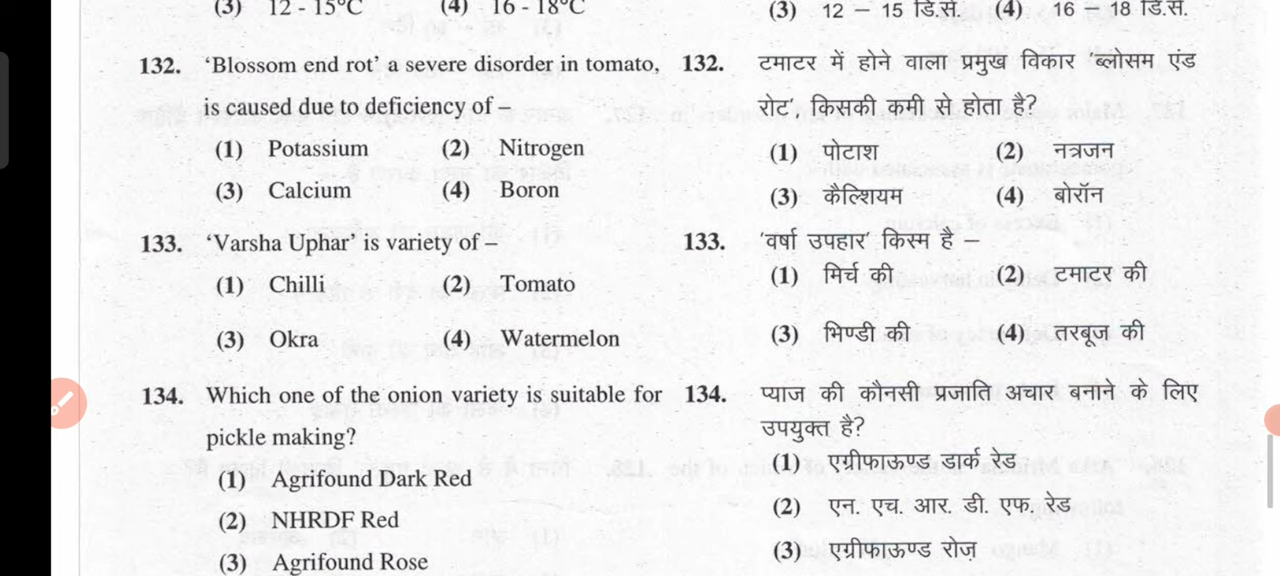 (3) 12 - 15°C (4) 16 - 18°C
132. ‘Blossom end rot’ a severe disorder in tomato,
is caused due to deficiency of –
(1) Potassium (2) Nitrogen
(3) Calcium (4) Boron
133. ‘Varsha Uphar’ is variety of –
(1) Chilli (2) Tomato
(3) Okra (4) Watermelon
134. Which one of the onion variety is suitable for
pickle making?
(1) Agrifound Dark Red
(2) NHRDF Red
(3) Agrifound Rose
(3) 12 – 15 डि.से. (4) 16 – 18 डि.से.
132. टमाटर में होने वाला प्रमुख विकार ‘ब्लोसम एंड
रोट’ किसकी कमी से होता है?
(1) पोटाश (2) नत्रजन
(3) कैल्शियम (4) बोरॉन
133. ‘वर्षा उपहार’ किस्म है –
(1) मिर्च की (2) टमाटर की
(3) भिण्डी की (4) तरबूज की
134. प्याज की कौनसी प्रजाति अचार बनाने के लिए
उपयुक्त है?
(1) एग्रीफाऊण्ड डार्क रेड
(2) एन. एच. आर. डी. एफ. रेड
(3) एग्रीफाऊण्ड रोज